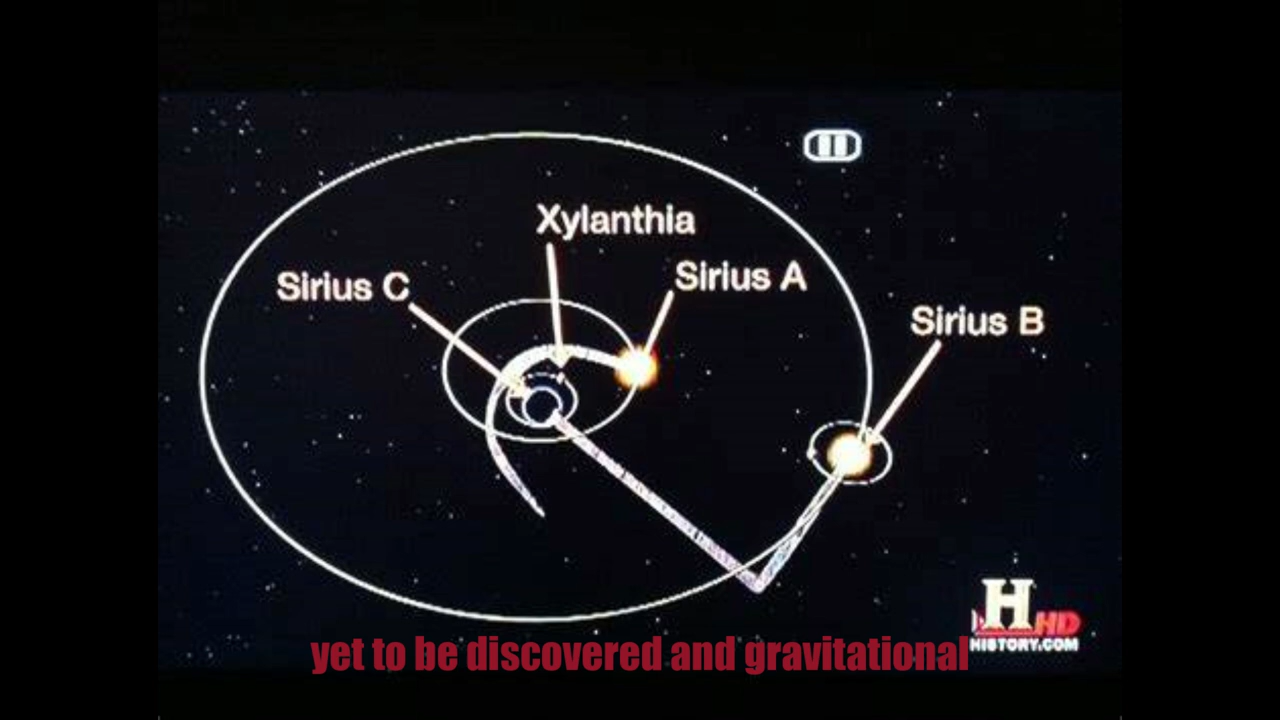 Xylanthia
Sirius C
Sirius A
Sirius B
H
HD
HISTORY.COM
yet to be discovered and gravitational